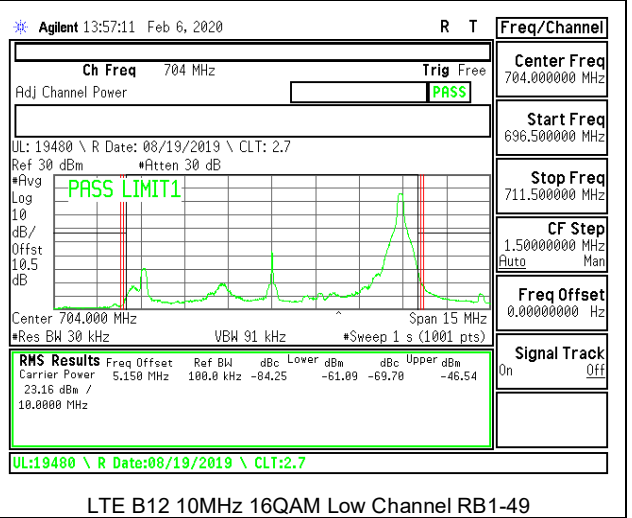 Agilent 13:57:11 Feb 6, 2020 R T
Freq/Channel
Ch Freq 704 MHz Trig Free
Adj Channel Power PASS
UL: 19480 \ R Date: 08/19/2019 \ CLT: 2.7
Ref 30 dBm #Atten 30 dB
#Avg
Log
10
dB/
Offst
10.5
dB
PASS LIMIT1
Center 704.000 MHz Span 15 MHz
#Res BW 30 kHz VBW 91 kHz #Sweep 1 s (1001 pts)
RMS Results Freq Offset Ref BW dBc Lower dBm dBc Upper dBm
Carrier Power 5.150 MHz 100.0 kHz -84.25 -61.09 -69.70 -46.54
23.16 dBm /
10.0000 MHz
UL:19480 \ R Date:08/19/2019 \ CLT:2.7
Center Freq
704.000000 MHz
Start Freq
696.500000 MHz
Stop Freq
711.500000 MHz
CF Step
1.50000000 MHz
Auto Man
Freq Offset
0.00000000 Hz
Signal Track
On Off
LTE B12 10MHz 16QAM Low Channel RB1-49